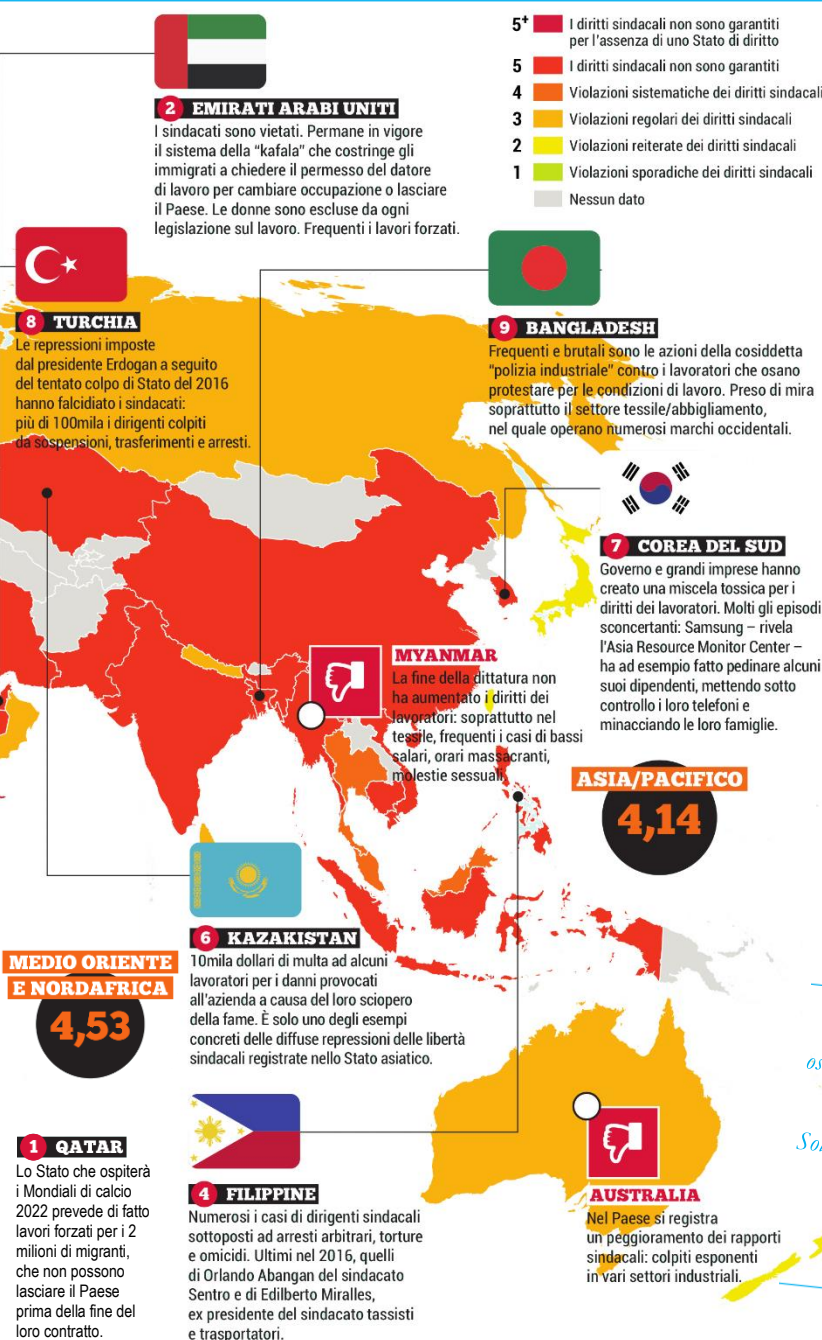 5+ I diritti sindacali non sono garantiti
per l'assenza di uno Stato di diritto
5 I diritti sindacali non sono garantiti
4 Violazioni sistematiche dei diritti sindacali
3 Violazioni regolari dei diritti sindacali
2 Violazioni reiterate dei diritti sindacali
1 Violazioni sporadiche dei diritti sindacali
Nessun dato
2 EMIRATI ARABI UNITI
I sindacati sono vietati. Permane in vigore
il sistema della "kafala" che costringe gli
immigrati a chiedere il permesso del datore
di lavoro per cambiare occupazione o lasciare
il Paese. Le donne sono escluse da ogni
legislazione sul lavoro. Frequenti i lavori forzati.
8 TURCHIA
Le repressioni imposte
dal presidente Erdogan a seguito
del tentato colpo di Stato del 2016
hanno falcidiato i sindacati:
più di 100mila i dirigenti colpiti
da sospensioni, trasferimenti e arresti.
9 BANGLADESH
Frequenti e brutali sono le azioni della cosiddetta
"polizia industriale" contro i lavoratori che osano
protestare per le condizioni di lavoro. Preso di mira
soprattutto il settore tessile/abbigliamento,
nel quale operano numerosi marchi occidentali.
7 COREA DEL SUD
Governo e grandi imprese hanno
creato una miscela tossica per i
diritti dei lavoratori. Molti gli episodi
sconcertanti: Samsung – rivela
l'Asia Resource Monitor Center –
ha ad esempio fatto pedinare alcuni
suoi dipendenti, mettendo sotto
controllo i loro telefoni e
minacciando le loro famiglie.
MYANMAR
La fine della dittatura non
ha aumentato i diritti dei
lavoratori: soprattutto nel
tessile, frequenti i casi di bassi
salari, orari massacranti,
molestie sessuali.
ASIA/PACIFICO
4,14
6 KAZAKISTAN
10mila dollari di multa ad alcuni
lavoratori per i danni provocati
all'azienda a causa del loro sciopero
della fame. È solo uno degli esempi
concreti delle diffuse repressioni delle libertà
sindacali registrate nello Stato asiatico.
MEDIO ORIENTE
E NORDAFRICA
4,53
1 QATAR
Lo Stato che ospiterà
i Mondiali di calcio
2022 prevede di fatto
lavori forzati per i 2
milioni di migranti,
che non possono
lasciare il Paese
prima della fine del
loro contratto.
4 FILIPPINE
Numerosi i casi di dirigenti sindacali
sottoposti ad arresti arbitrari, torture
e omicidi. Ultimi nel 2016, quelli
di Orlando Abangan del sindacato
Sentro e di Edilberto Miralles,
ex presidente del sindacato tassisti
e trasportatori.
AUSTRALIA
Nel Paese si registra
un peggioramento dei rapporti
sindacali: colpiti esponenti
in vari settori industriali.